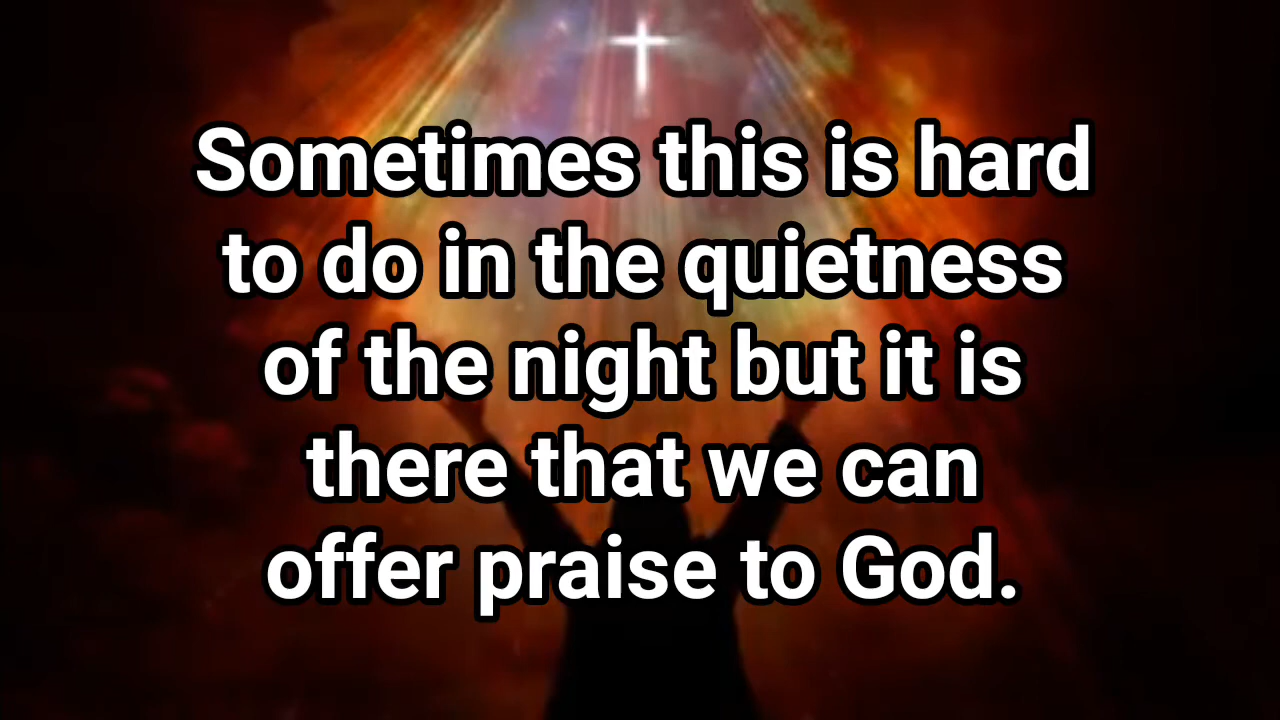 Sometimes this is hard
to do in the quietness
of the night but it is
there that we can
offer praise to God.